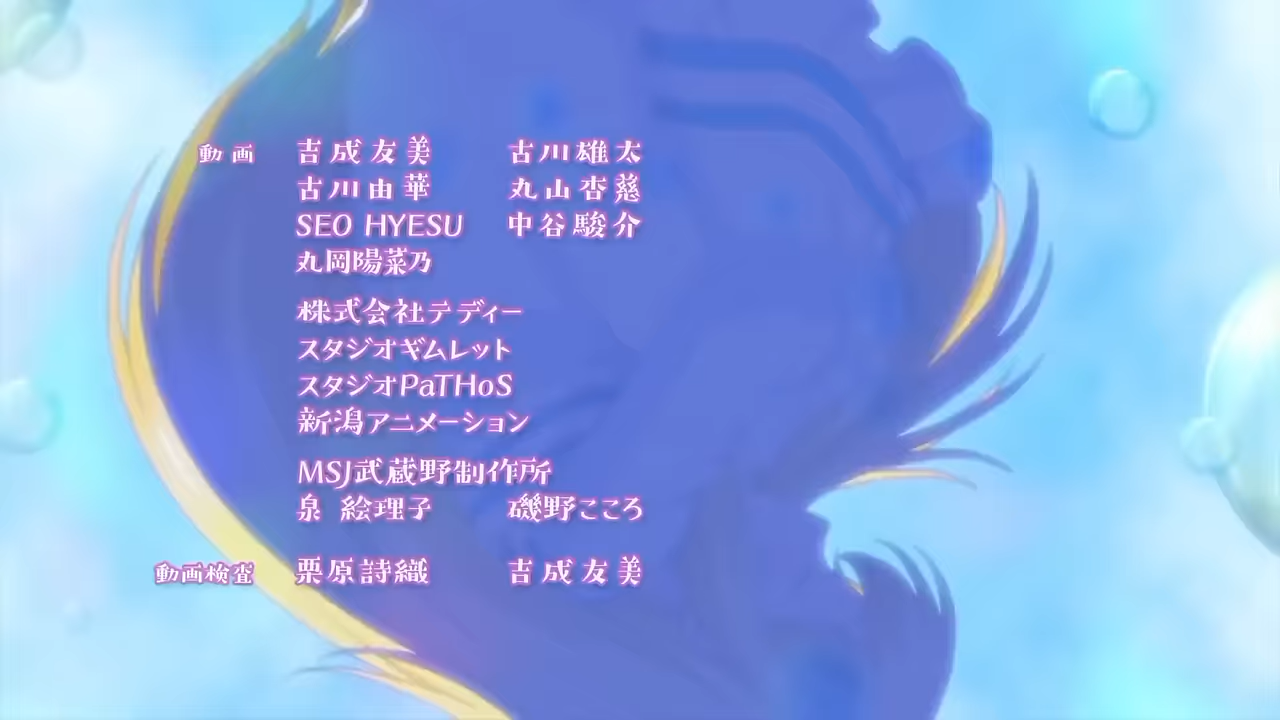 動画 吉成友美 古川雄太
古川由華 丸山杏慈
SEO HYESU 中谷駿介
丸岡陽菜乃
株式会社テディー
スタジオギムレット
スタジオPaTHoS
新潟アニメーション
MSJ武蔵野制作所
泉 絵理子 磯野こころ
動画検査 栗原詩織 吉成友美